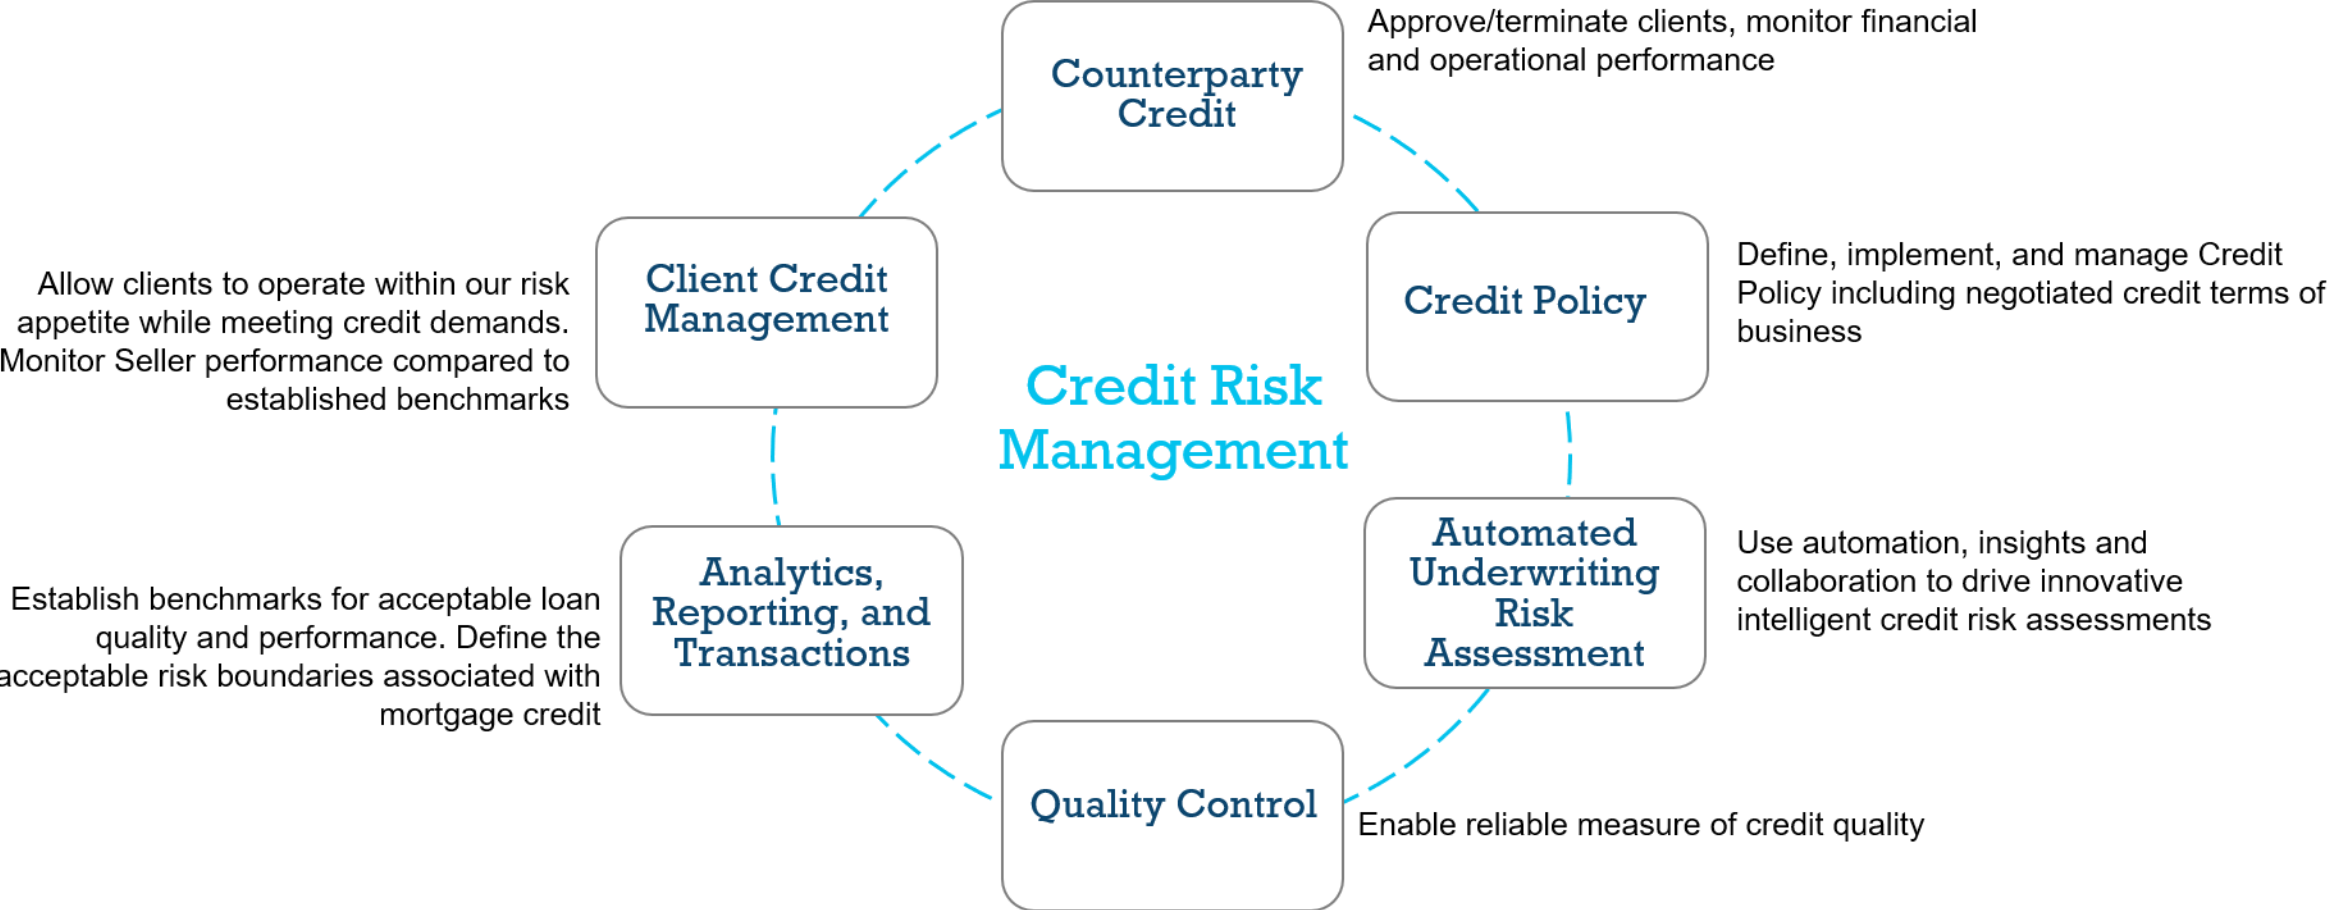 Counterparty
Credit
Approve/terminate clients, monitor financial
and operational performance
Credit Policy
Define, implement, and manage Credit
Policy including negotiated credit terms of
business
Automated
Underwriting
Risk
Assessment
Use automation, insights and
collaboration to drive innovative
intelligent credit risk assessments
Quality Control
Enable reliable measure of credit quality
Analytics,
Reporting, and
Transactions
Establish benchmarks for acceptable loan
quality and performance. Define the
acceptable risk boundaries associated with
mortgage credit
Client Credit
Management
Allow clients to operate within our risk
appetite while meeting credit demands.
Monitor Seller performance compared to
established benchmarks
Credit Risk
Management